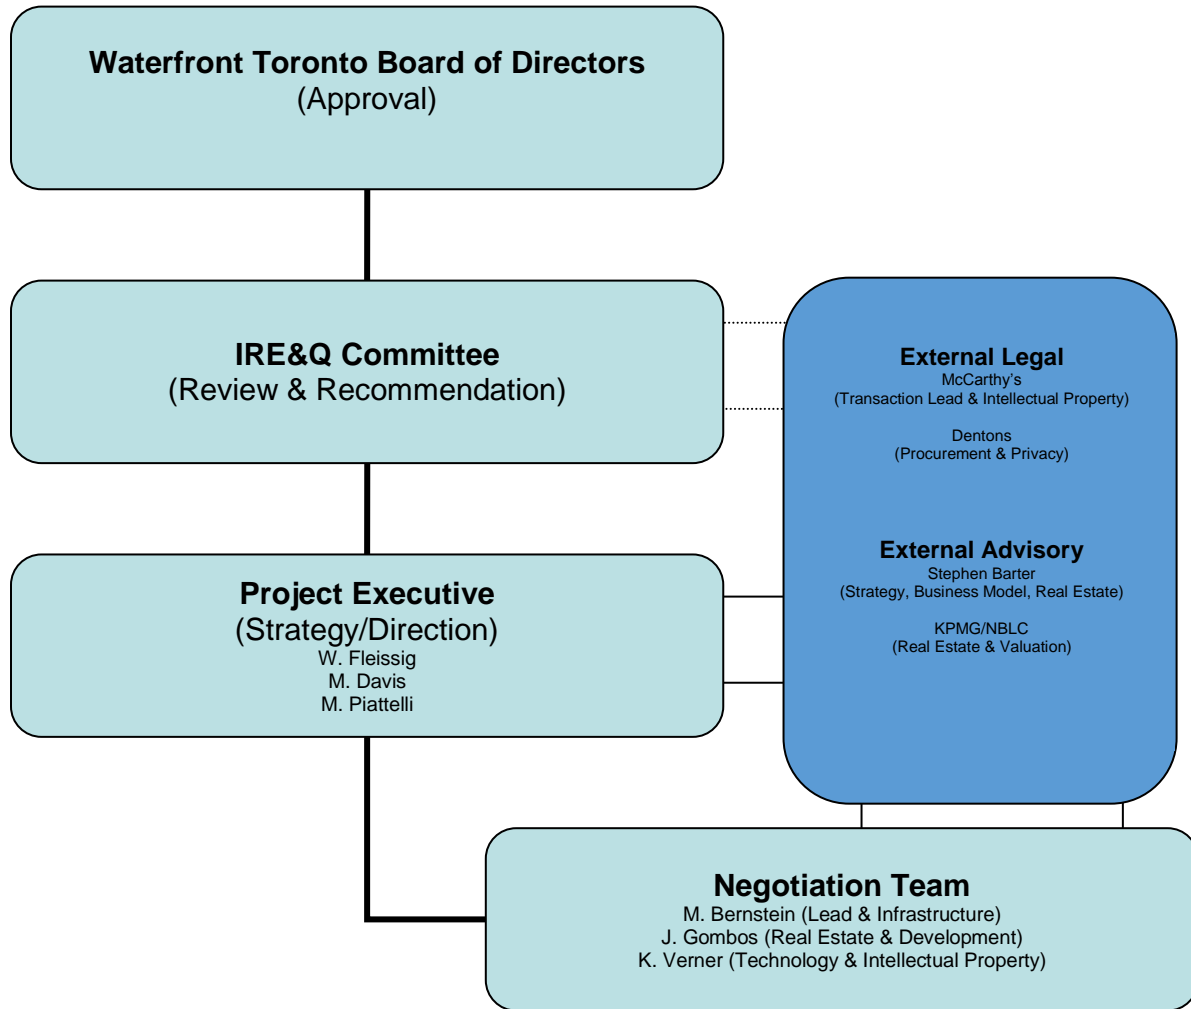 Waterfront Toronto Board of Directors
(Approval)
IRE&Q Committee
(Review & Recommendation)
External Legal
McCarthy’s
(Transaction Lead & Intellectual Property)
Dentons
(Procurement & Privacy)
External Advisory
Stephen Barter
(Strategy, Business Model, Real Estate)
KPMG/NBLC
(Real Estate & Valuation)
Project Executive
(Strategy/Direction)
W. Fleissig
M. Davis
M. Piattelli
Negotiation Team
M. Bernstein (Lead & Infrastructure)
J. Gombos (Real Estate & Development)
K. Verner (Technology & Intellectual Property)